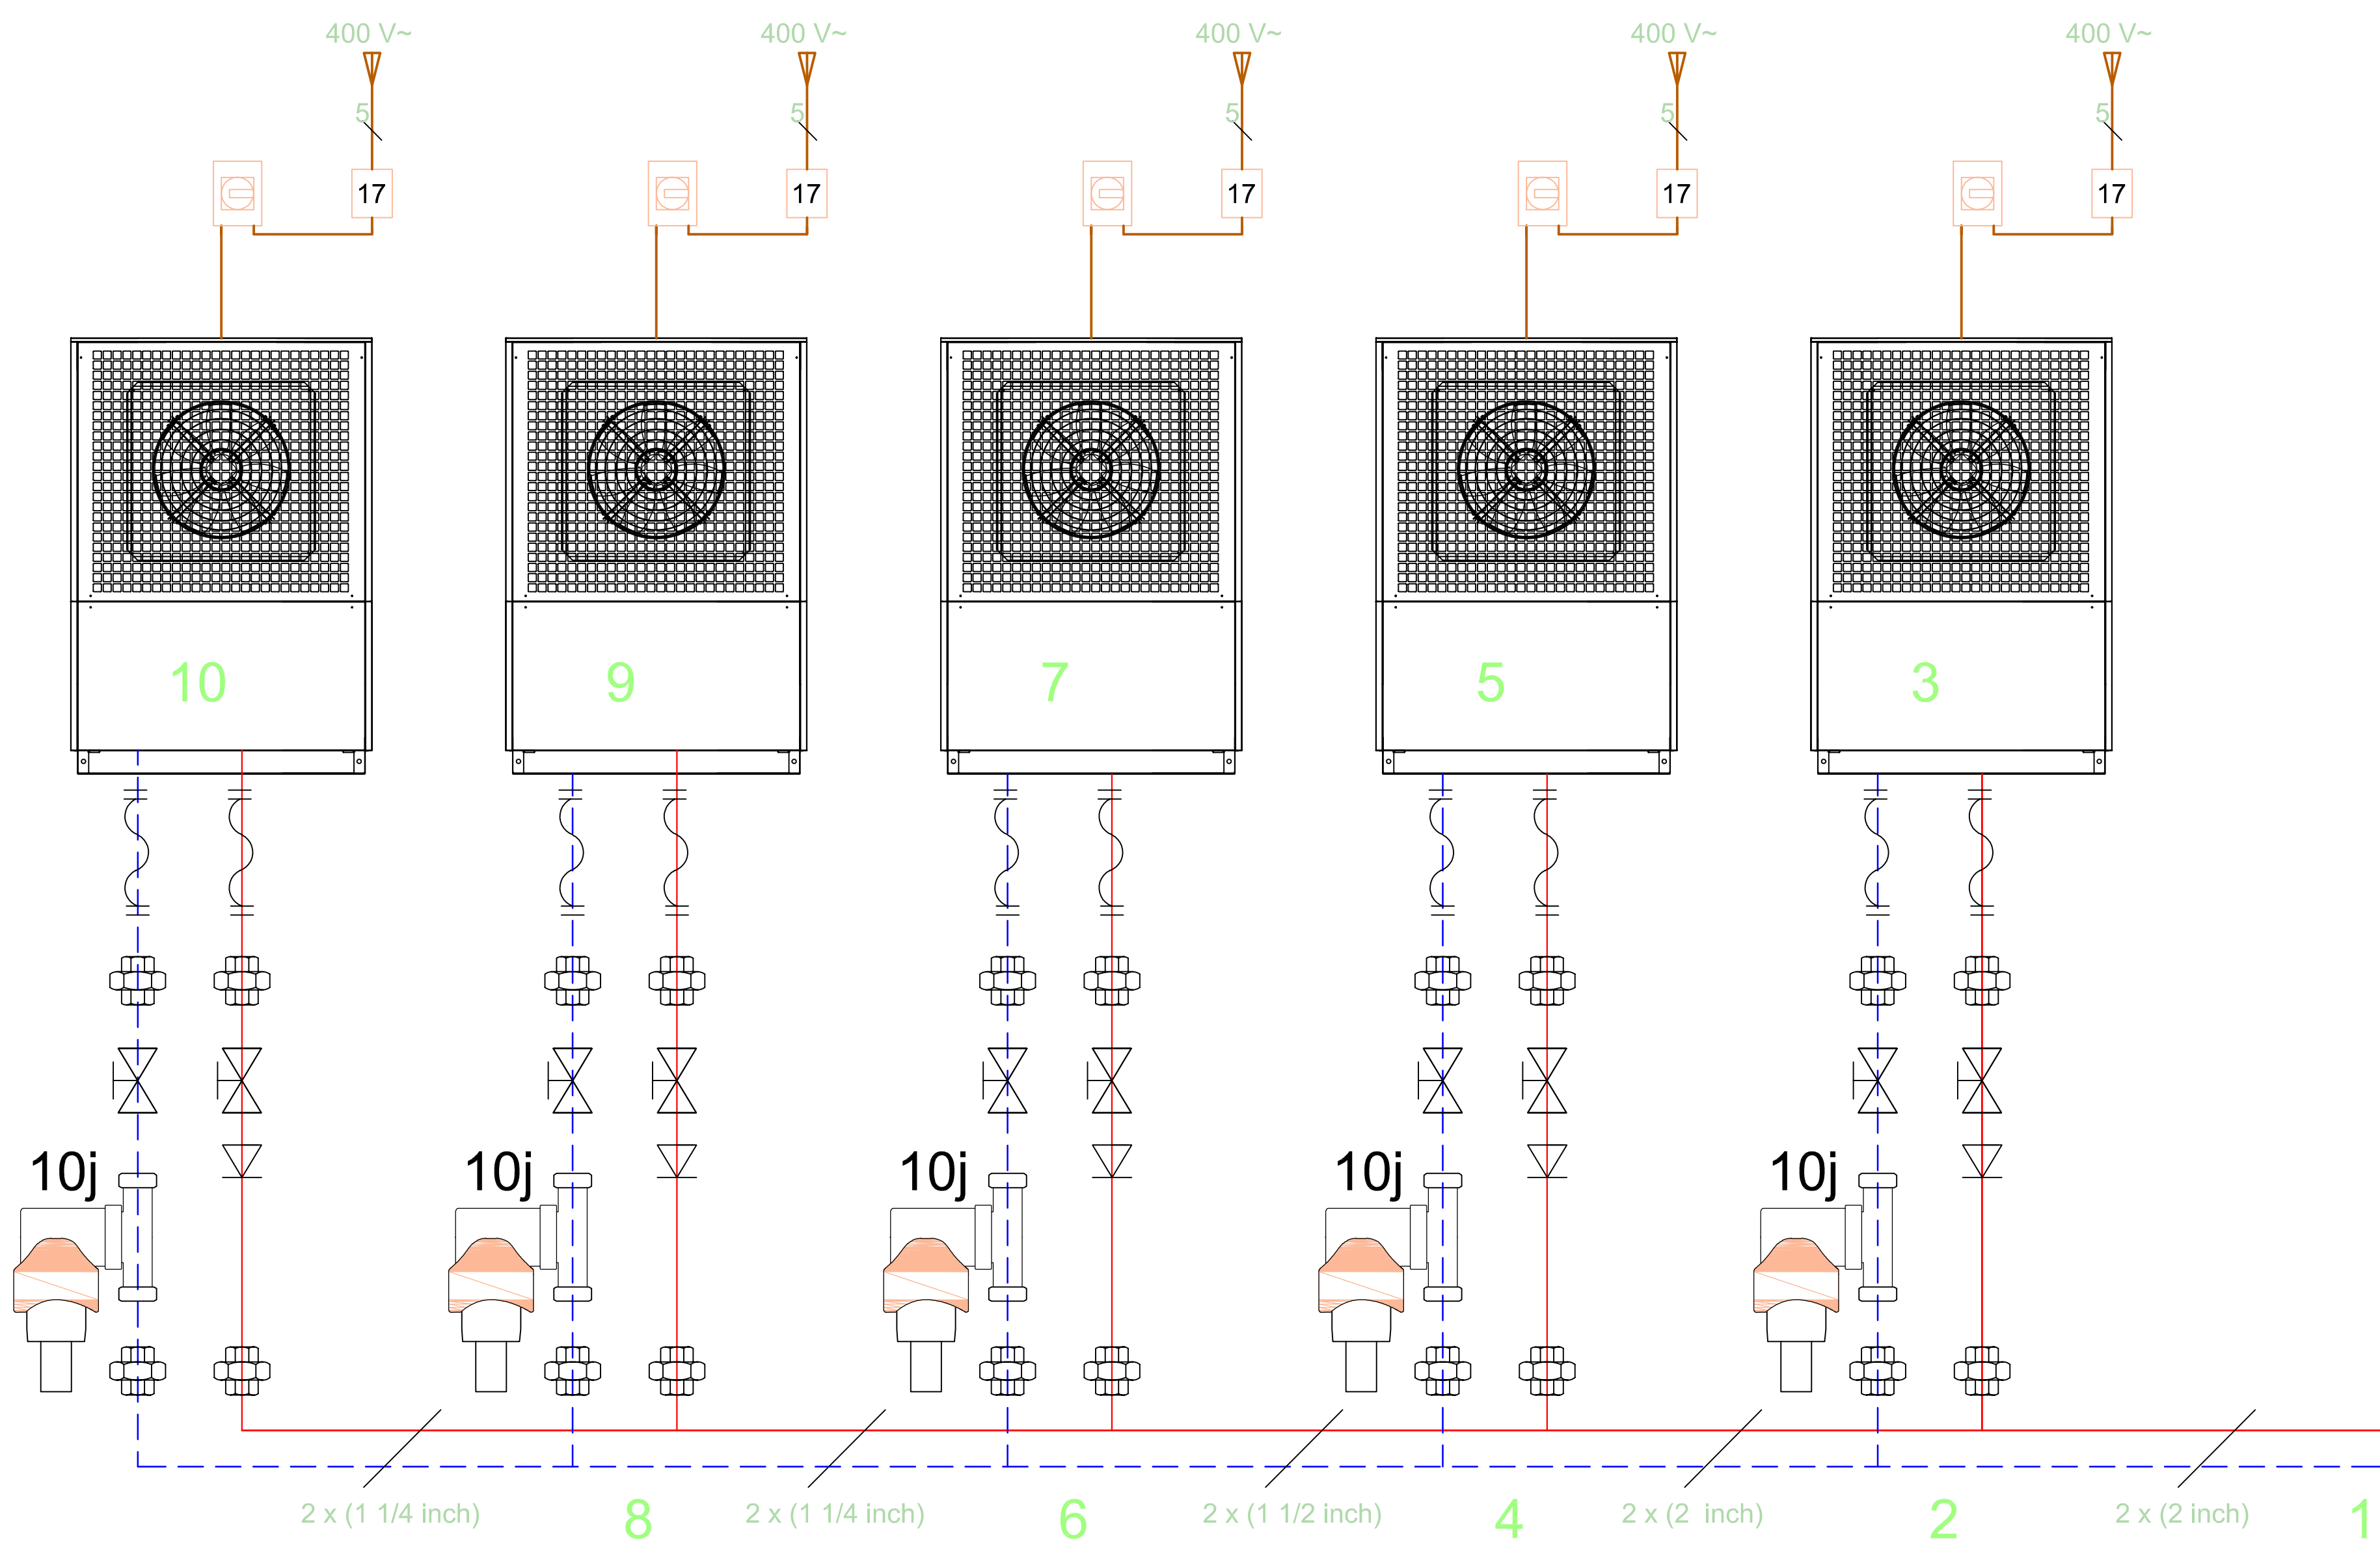 400 V~ 400 V~ 400 V~ 400 V~ 400 V~
5 5 5 5 5
17 17 17 17 17
10 9 7 5 3
10j 10j 10j 10j 10j
2 x (1 1/4 inch) 8 2 x (1 1/4 inch) 6 2 x (1 1/2 inch) 4 2 x (2  inch) 2 2 x (2 inch) 1